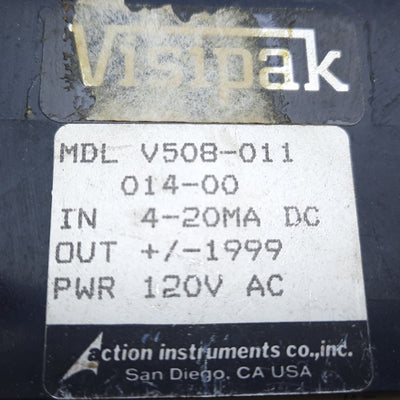 Visipak
MDL V508-011
014-00
IN 4-20MA DC
OUT +/-1999
PWR 120V AC
action instruments co.,inc.
San Diego, CA USA